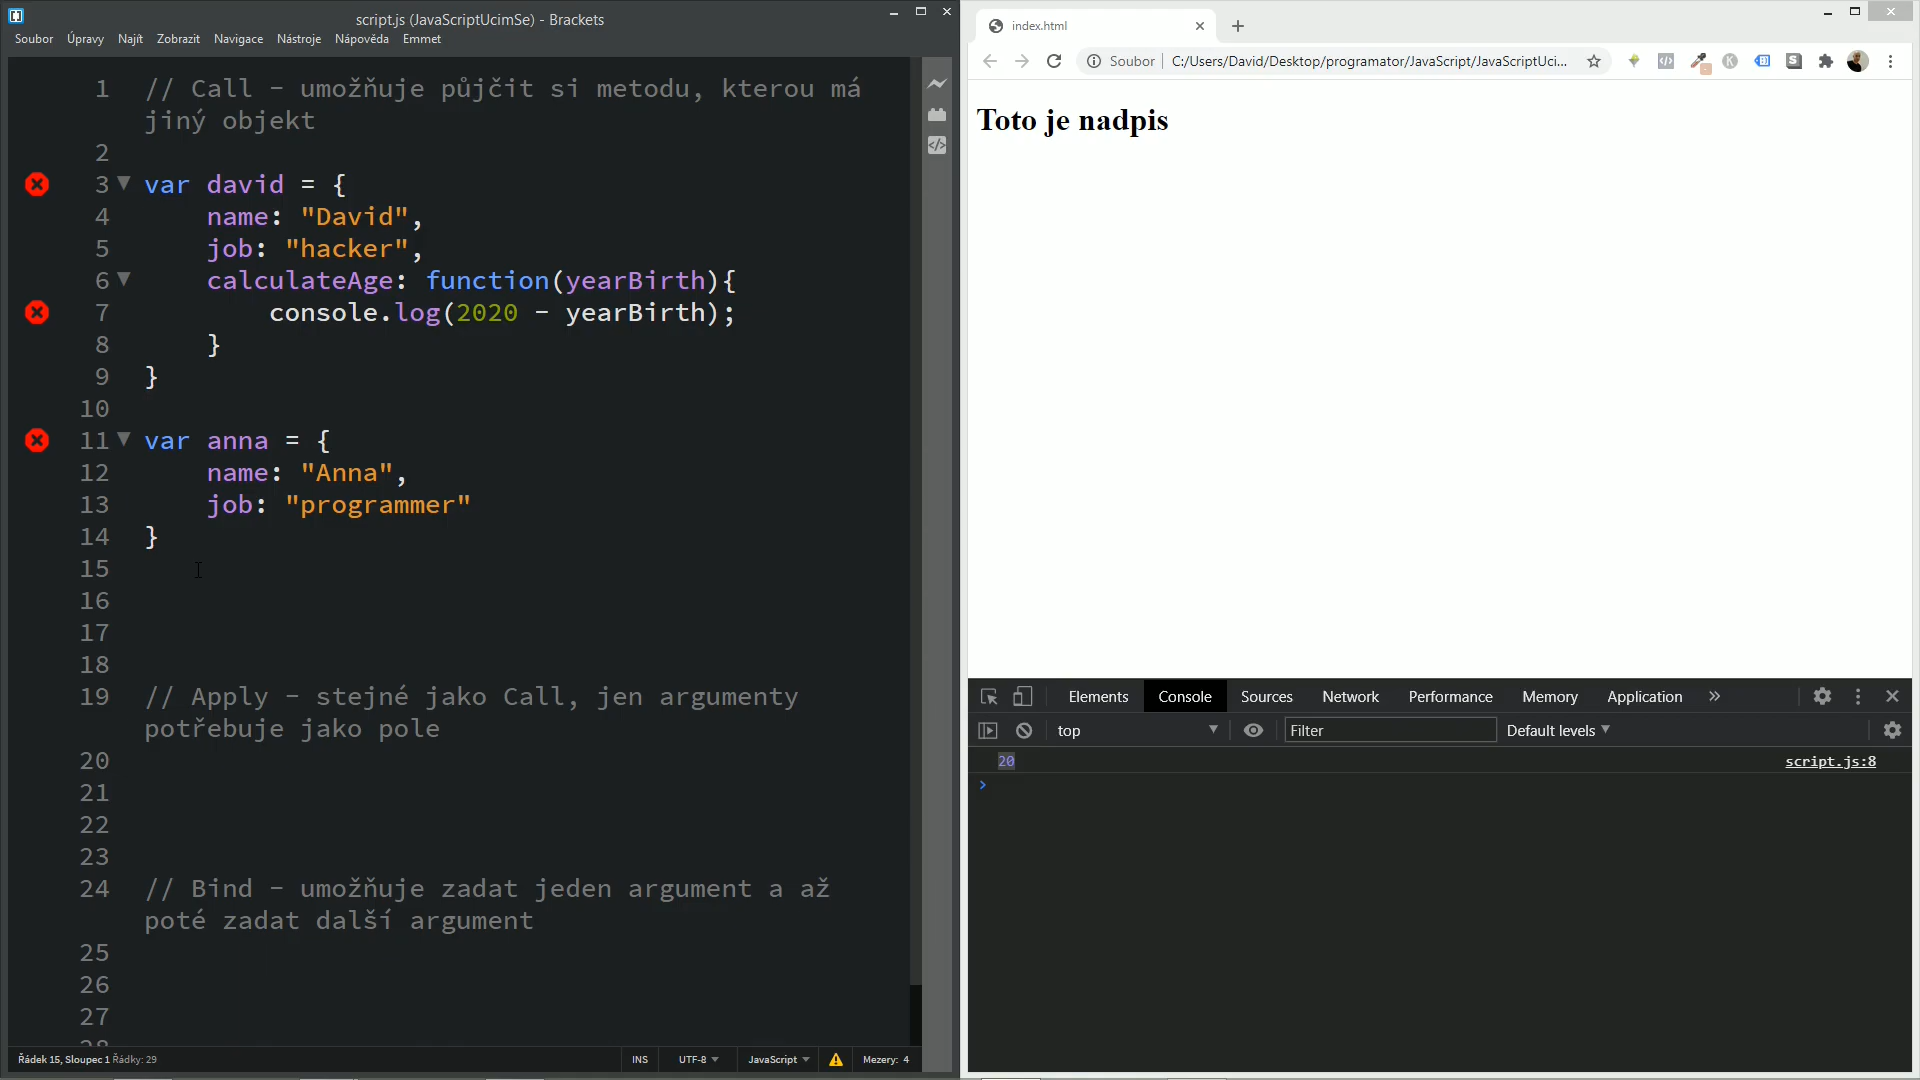 script.js (JavaScriptUcimSe) - Brackets
Soubor Úpravy Najít Zobrazit Navigace Nástroje Nápověda Emmet
1 // Call - umožňuje půjčit si metodu, kterou má
jiný objekt
2
3 var david = {
4 name: "David",
5 job: "hacker",
6 calculateAge: function(yearBirth){
7 console.log(2020 - yearBirth);
8 }
9 }
10
11 var anna = {
12 name: "Anna",
13 job: "programmer"
14 }
15
16
17
18
19 // Apply - stejné jako Call, jen argumenty
potřebuje jako pole
20
21
22
23
24 // Bind - umožňuje zadat jeden argument a až
poté zadat další argument
25
26
27
28
Řádek 15, Sloupec 1 Řádky: 29
INS UTF-8 JavaScript Mezery: 4
index.html
Soubor C:/Users/David/Desktop/programator/JavaScript/JavaScriptUci...
Toto je nadpis
Elements Console Sources Network Performance Memory Application »
top Filter Default levels
20 script.js:8